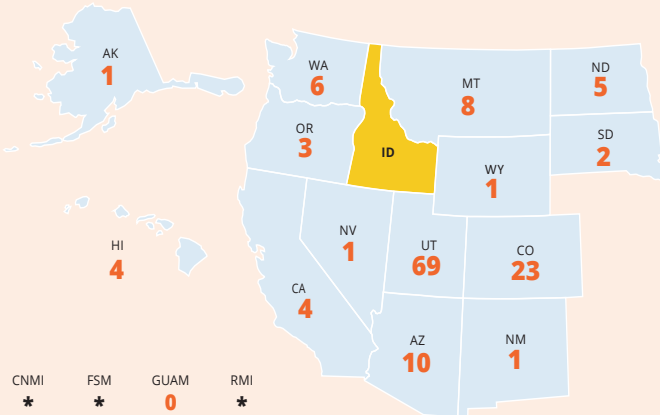 AK
1
WA
6
MT
8
ND
5
OR
3
ID
SD
2
WY
1
HI
4
NV
1
UT
69
CO
23
CA
4
AZ
10
NM
1
CNMI FSM GUAM RMI
* * 0 *